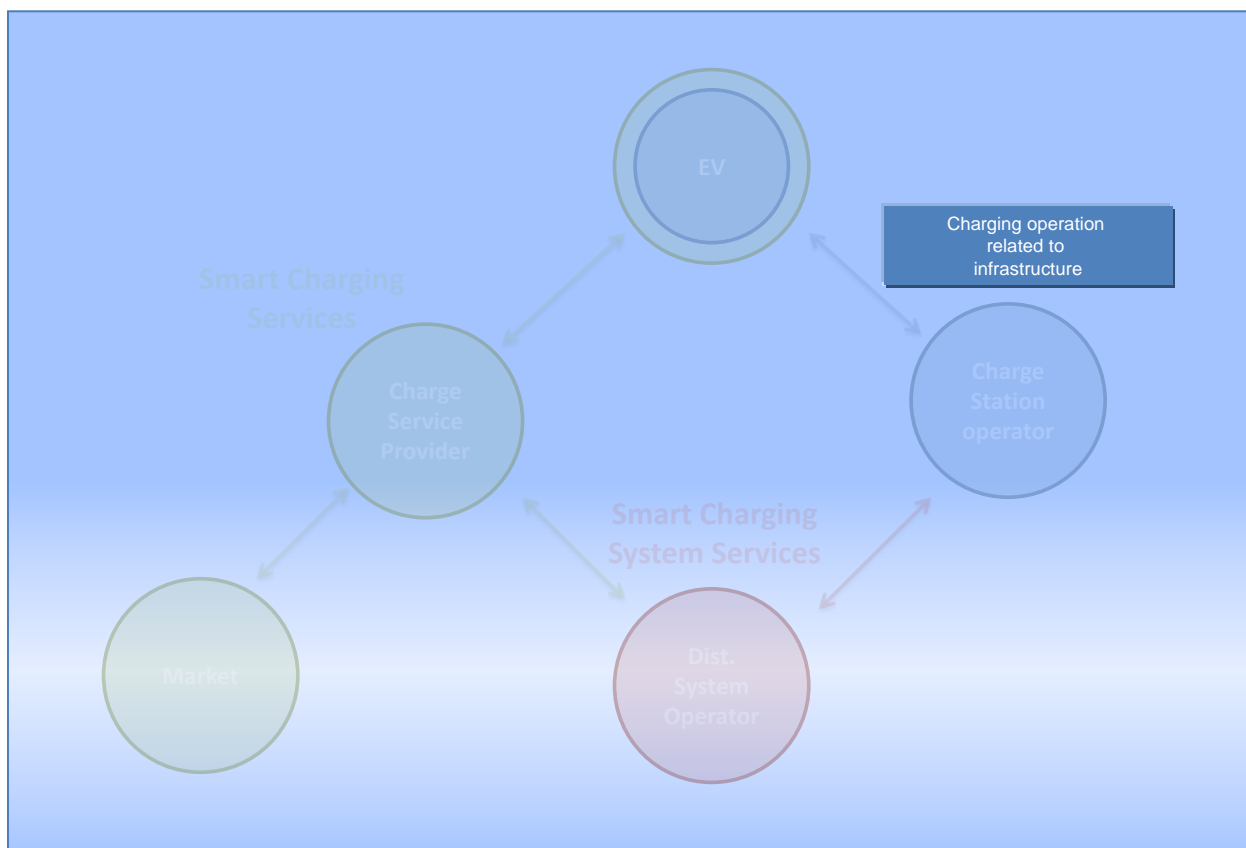 EV
Charging operation
related to
infrastructure
Smart Charging
Services
Charge
Service
Provider
Charge
Station
operator
Smart Charging
System Services
Market
Dist.
System
Operator